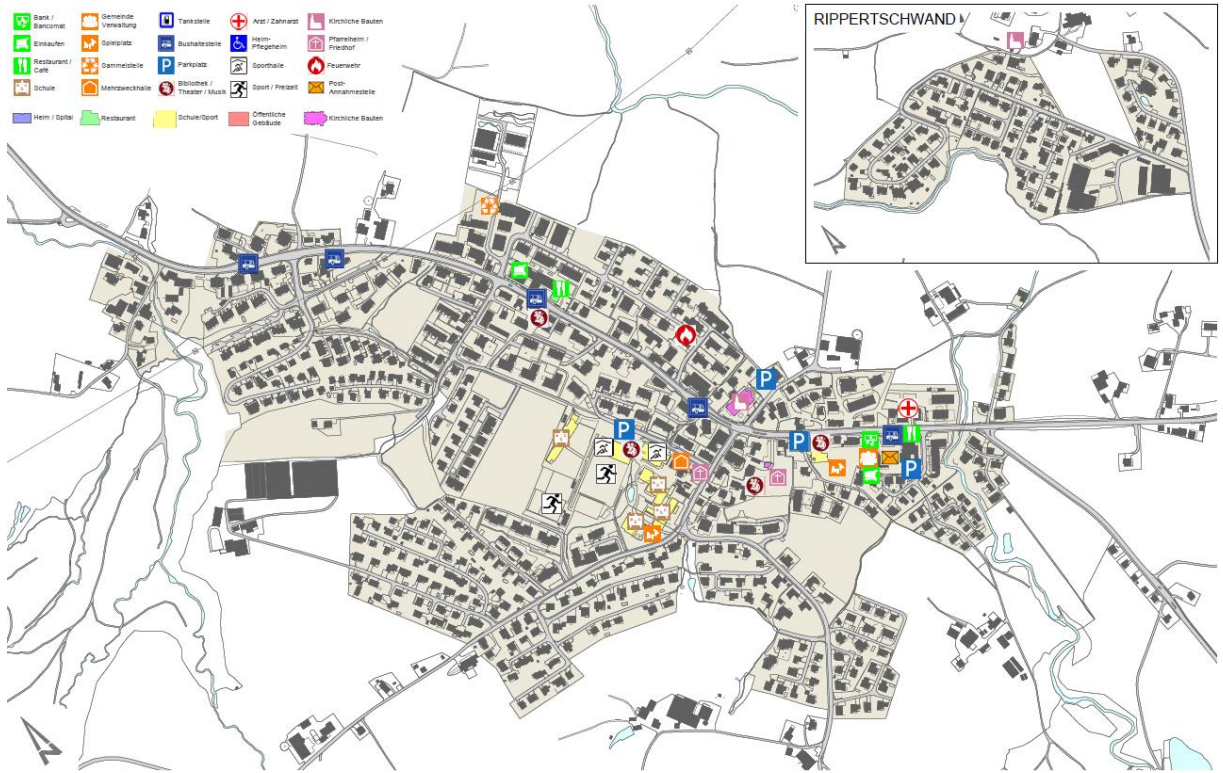 Bank /
Bancomat
Gemeinde
Verwaltung
Tankstelle
Arzt / Zahnarzt
Kirchliche Bauten
Einkaufen
Spielplatz
Bushaltestelle
Heim-
Pflegeheim
Pfarreiheim /
Friedhof
Restaurant /
Café
Sammelstelle
Parkplatz
Sporthalle
Feuerwehr
Schule
Mehrzweckhalle
Bibliothek /
Theater / Musik
Sport / Freizeit
Post-
Annahmestelle
Heim / Spital
Restaurant
Schule/Sport
Öffentliche
Gebäude
Kirchliche Bauten
RIPPERTSCHWAND
P
P
P
P
P